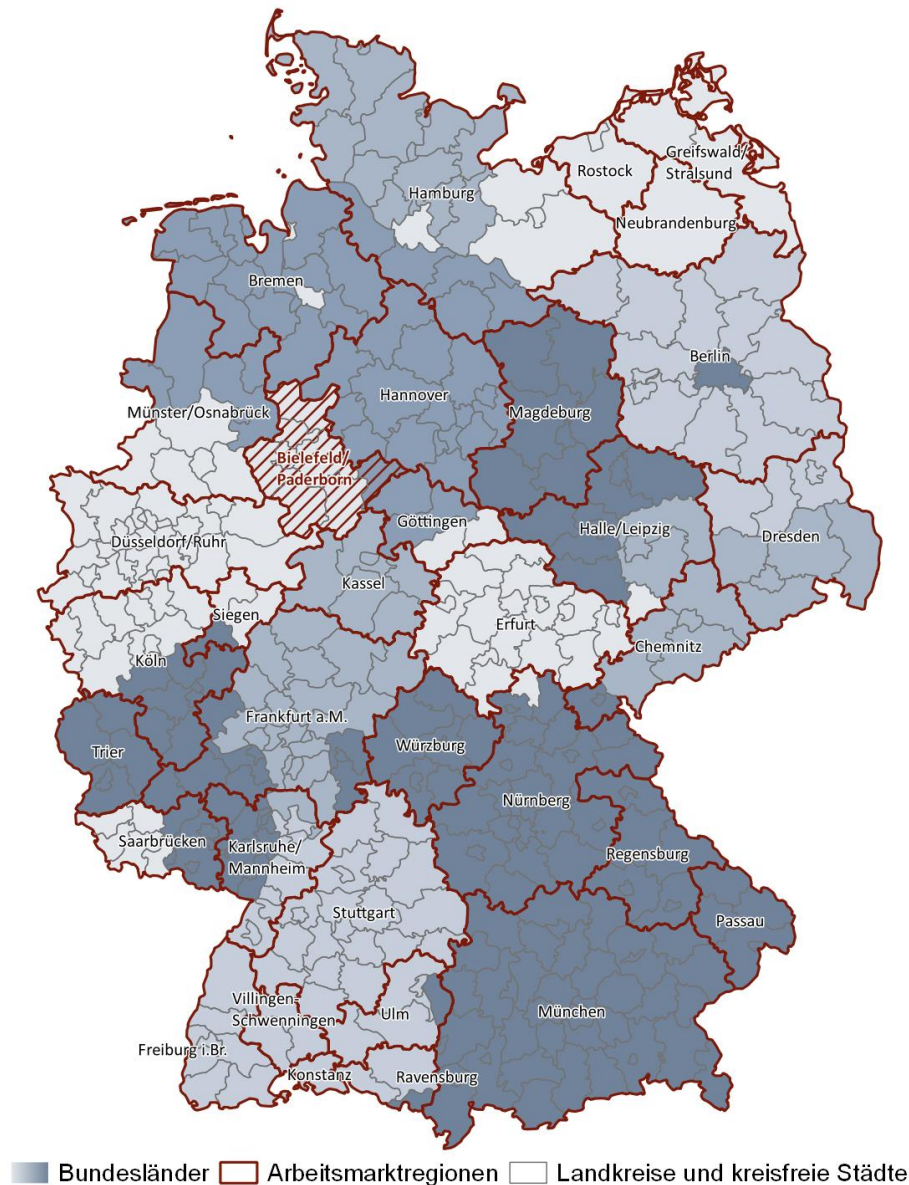 Greifswald/
Stralsund
Rostock
Hamburg
Neubrandenburg
Bremen
Berlin
Hannover
Münster/Osnabrück
Magdeburg
Bielefeld/
Paderborn
Göttingen
Halle/Leipzig
Dresden
Düsseldorf/Ruhr
Kassel
Siegen
Erfurt
Chemnitz
Köln
Frankfurt a.M.
Trier
Würzburg
Nürnberg
Saarbrücken
Karlsruhe/
Mannheim
Regensburg
Stuttgart
Passau
Villingen-
Schwenningen
Ulm
München
Freiburg i.Br.
Konstanz
Ravensburg
Bundesländer Arbeitsmarktregionen Landkreise und kreisfreie Städte